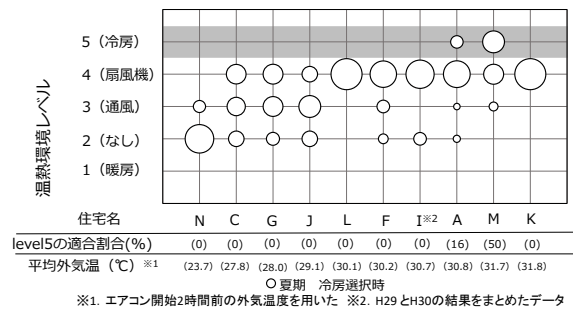 温熱環境レベル
5（冷房）
4（扇風機）
3（通風）
2（なし）
1（暖房）
住宅名 N C G J L F I※2 A M K
level5の適合割合(%) (0) (0) (0) (0) (0) (0) (0) (16) (50) (0)
平均外気温（℃）※1 (23.7) (27.8) (28.0) (29.1) (30.1) (30.2) (30.7) (30.8) (31.7) (31.8)
夏期 冷房選択時
※1. エアコン開始2時間前の外気温度を用いた ※2. H29とH30の結果をまとめたデータ